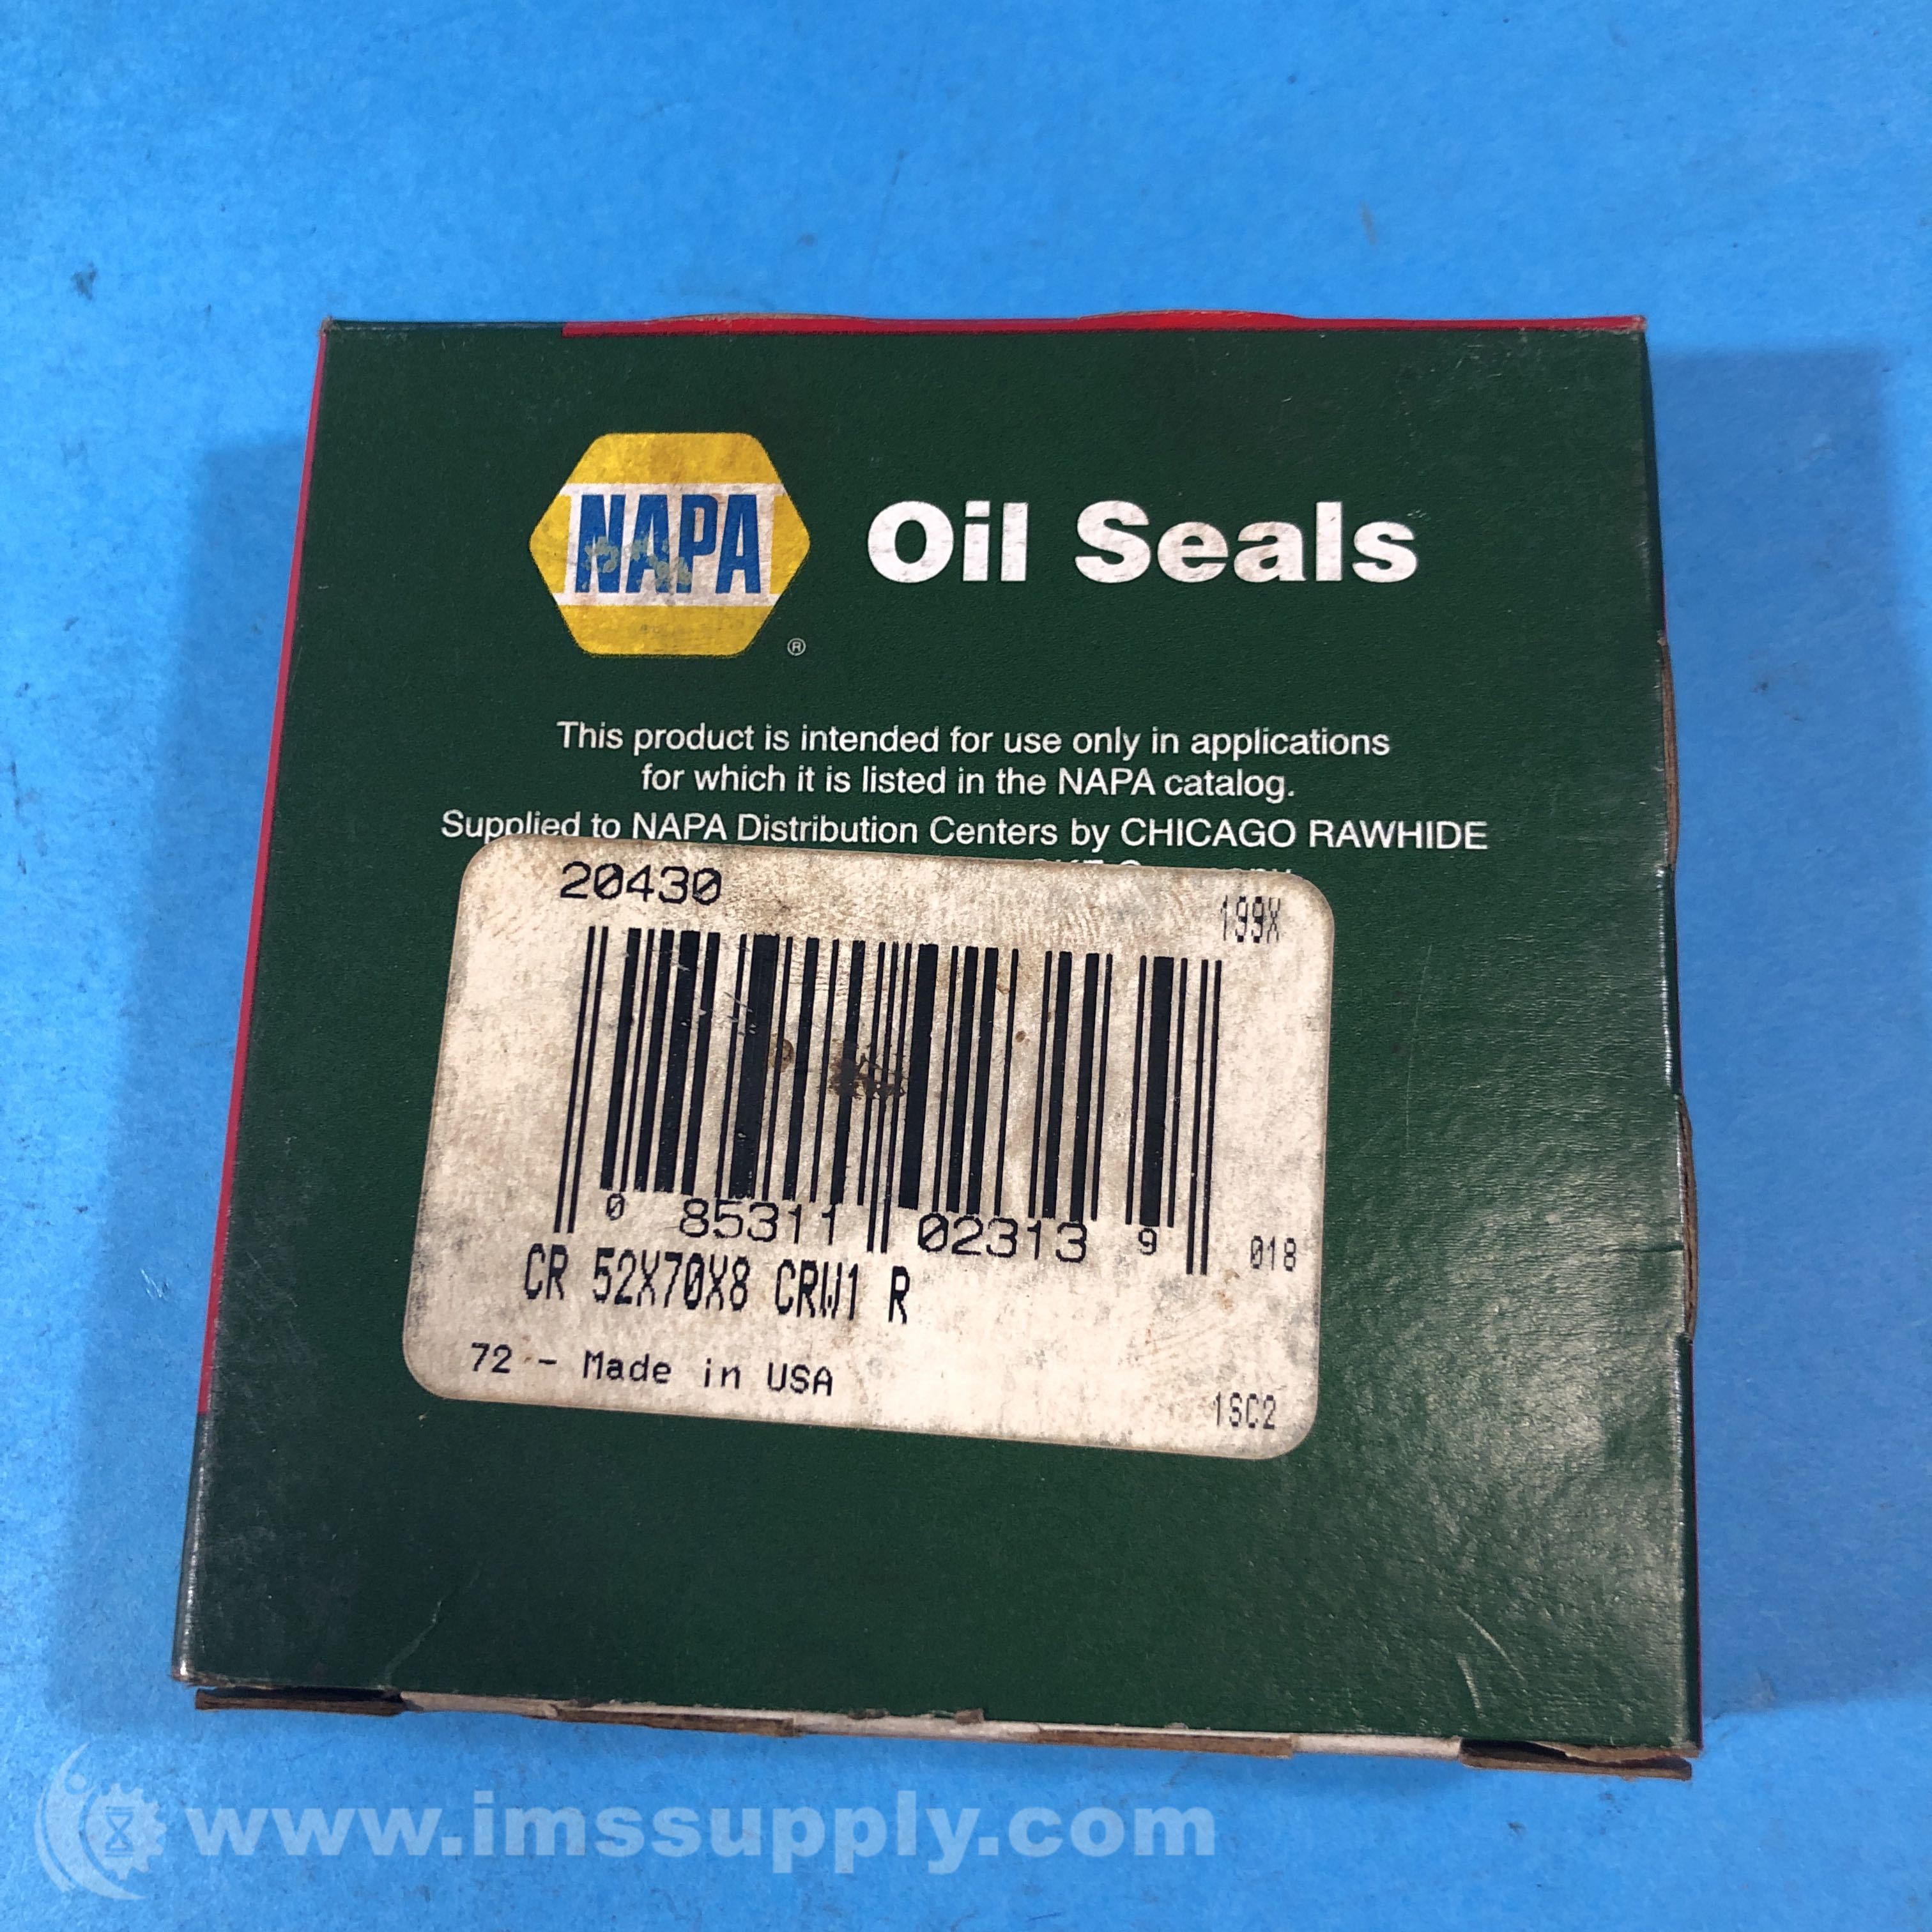 NAPA Oil Seals
®
This product is intended for use only in applications
for which it is listed in the NAPA catalog.
Supplied to NAPA Distribution Centers by CHICAGO RAWHIDE
20430
199X
0 85311 02313 9
018
CR 52X70X8 CRW1 R
72 - Made in USA
1SC2
www.imssupply.com